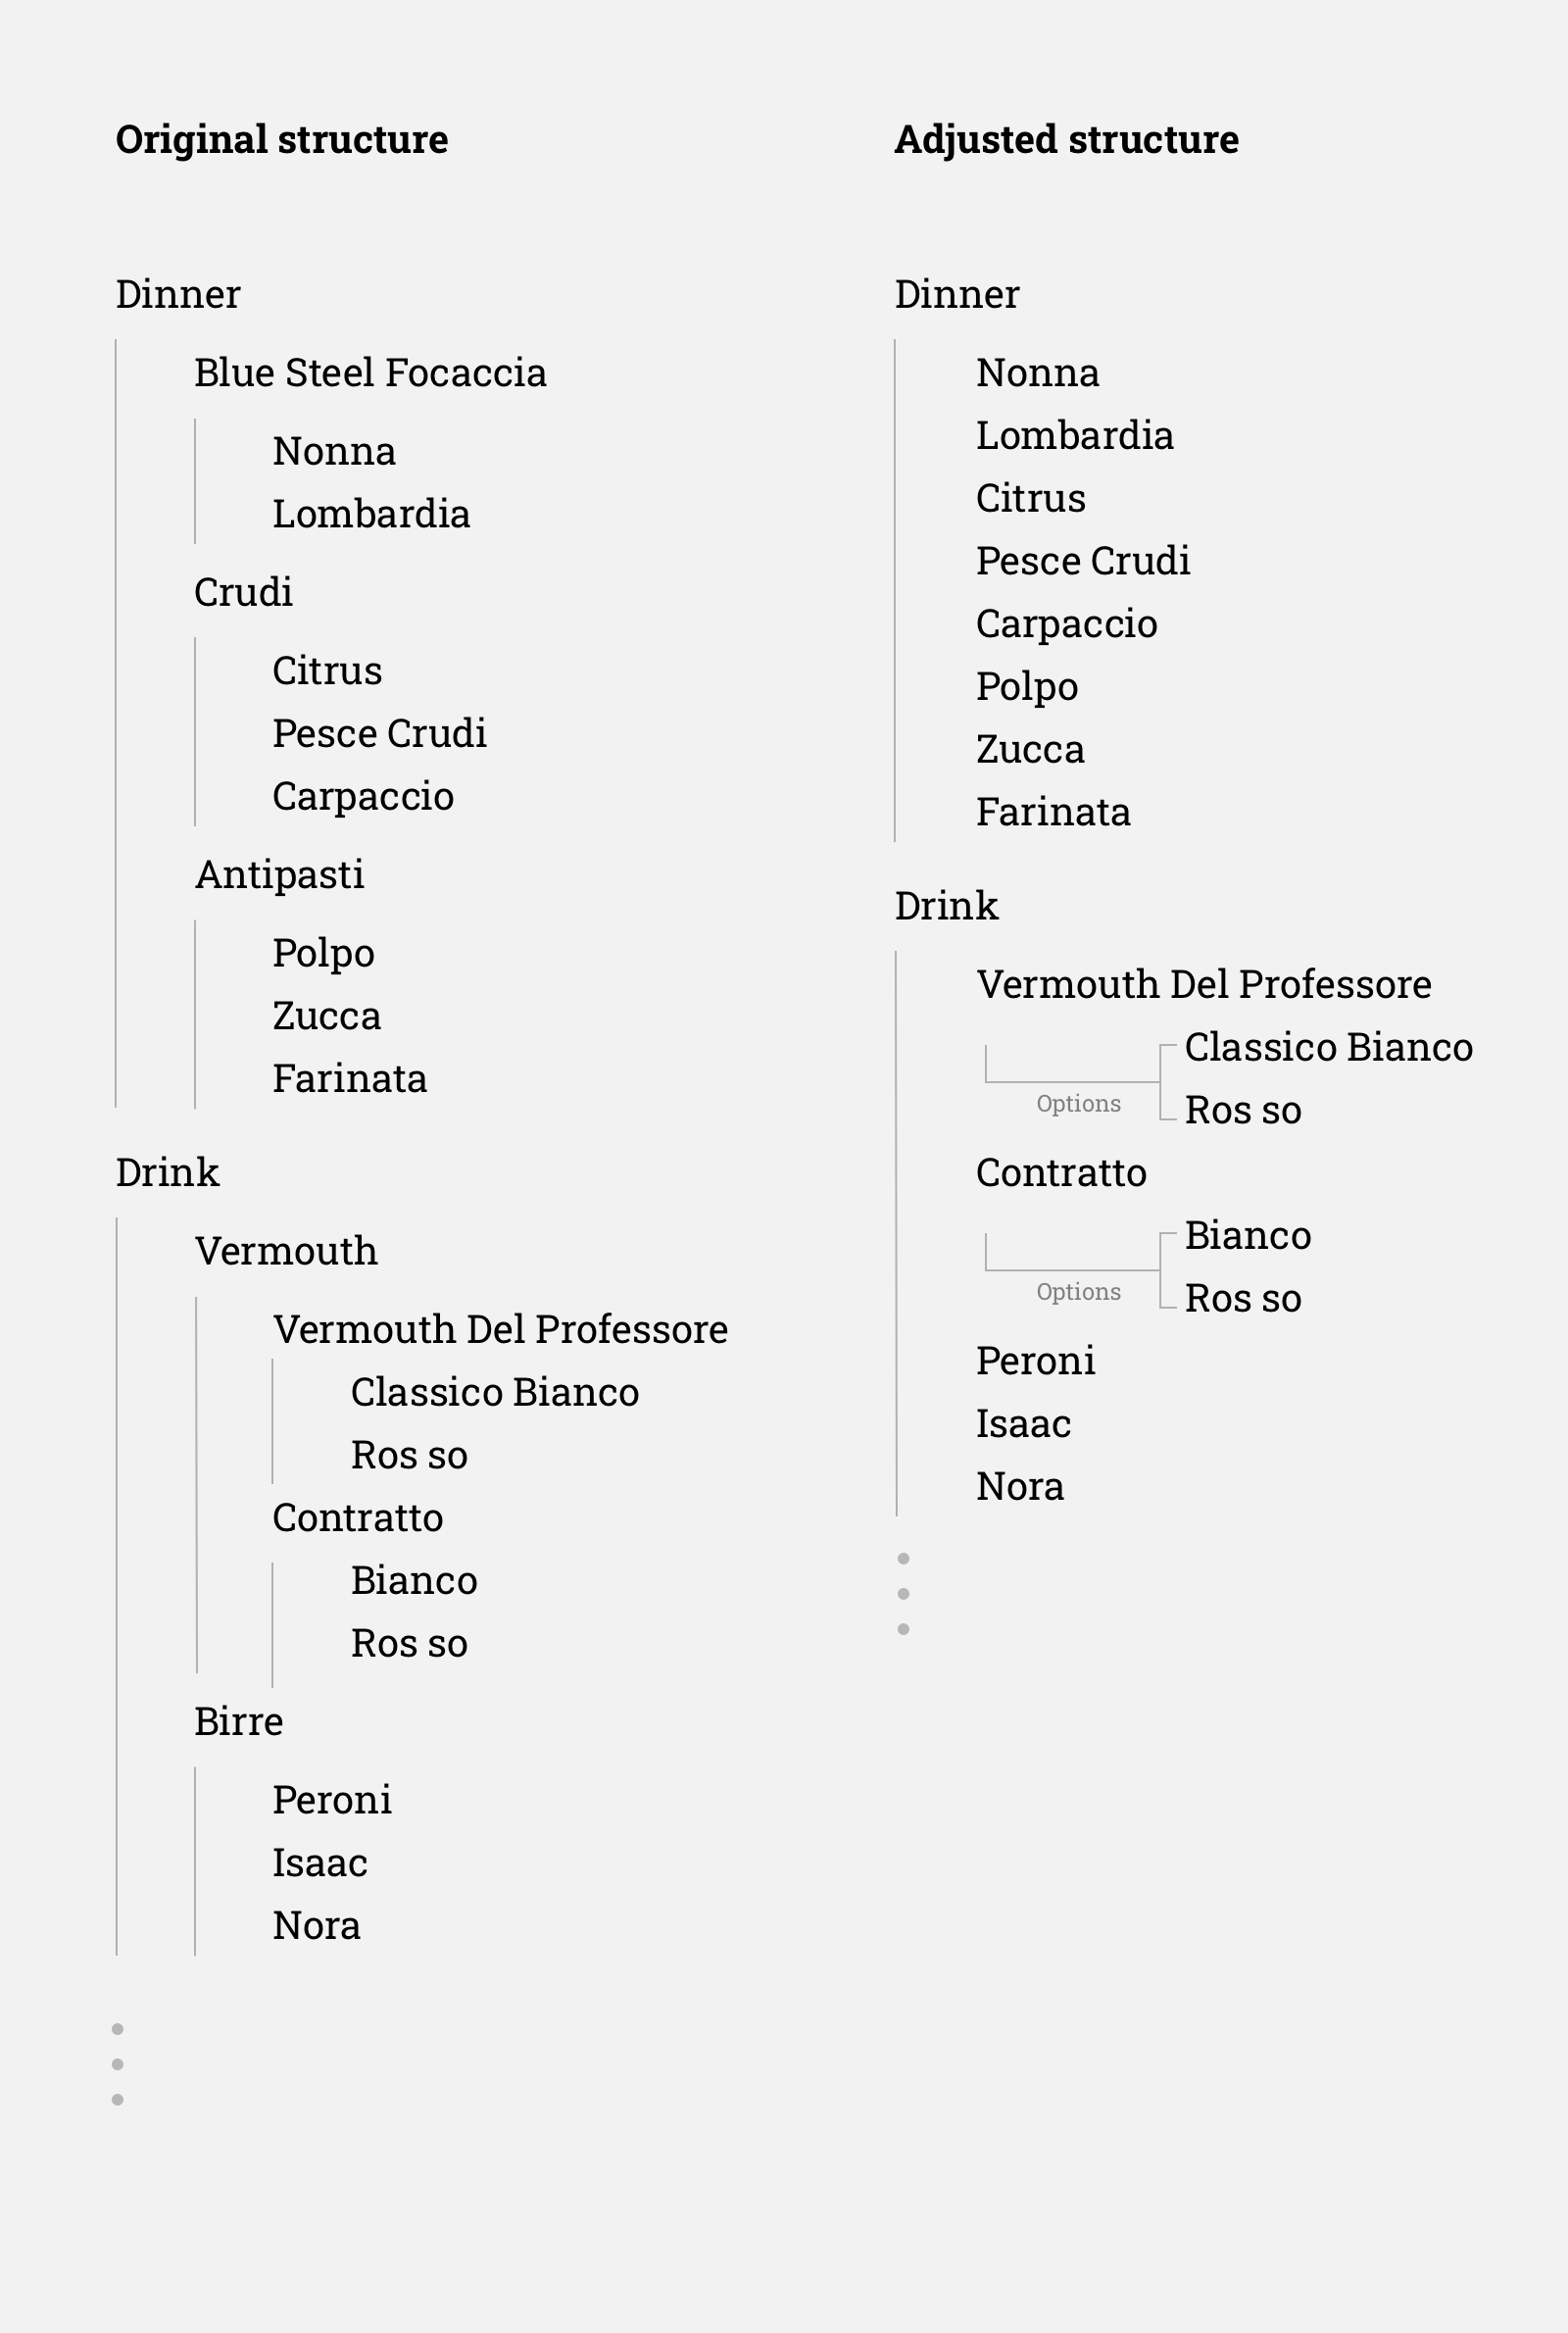 Original structure
Dinner
Blue Steel Focaccia
Nonna
Lombardia
Crudi
Citrus
Pesce Crudi
Carpaccio
Antipasti
Polpo
Zucca
Farinata
Drink
Vermouth
Vermouth Del Professore
Classico Bianco
Ros so
Contratto
Bianco
Ros so
Birre
Peroni
Isaac
Nora
Adjusted structure
Dinner
Nonna
Lombardia
Citrus
Pesce Crudi
Carpaccio
Polpo
Zucca
Farinata
Drink
Vermouth Del Professore
Classico Bianco
Options
Ros so
Contratto
Bianco
Options
Ros so
Peroni
Isaac
Nora